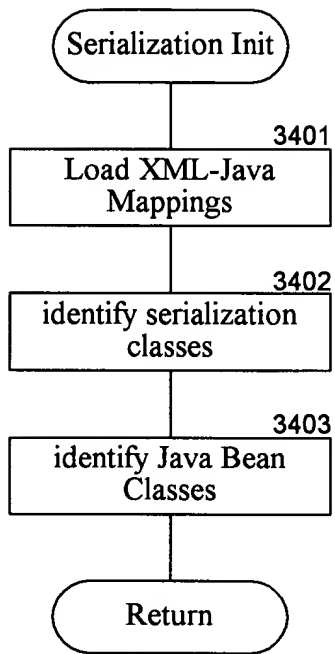 Serialization Init
3401
Load XML-Java
Mappings
3402
identify serialization
classes
3403
identify Java Bean
Classes
Return